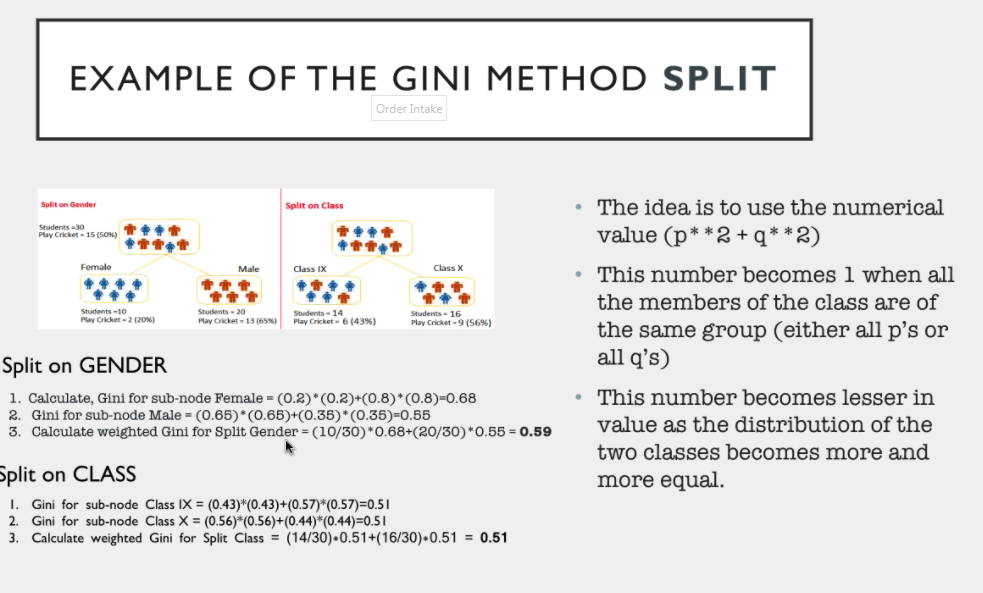 EXAMPLE OF THE GINI METHOD SPLIT
Order Intake
Split on Gender
Students =30
Play Cricket = 15 (50%)
Female
Male
Students =10
Play Cricket = 2 (20%)
Students = 20
Play Cricket = 13 (65%)
Split on Class
Class IX
Class X
Students = 14
Play Cricket = 6 (43%)
Students = 16
Play Cricket =9 (56%)
Split on GENDER
1. Calculate, Gini for sub-node Female = (0.2)*(0.2)+(0.8)*(0.8)=0.68
2. Gini for sub-node Male = (0.65)*(0.65)+(0.35)*(0.35)=0.55
3. Calculate weighted Gini for Split Gender = (10/30)*0.68+(20/30)*0.55 = 0.59
Split on CLASS
1. Gini for sub-node Class IX = (0.43)*(0.43)+(0.57)*(0.57)=0.51
2. Gini for sub-node Class X = (0.56)*(0.56)+(0.44)*(0.44)=0.51
3. Calculate weighted Gini for Split Class = (14/30)*0.51+(16/30)*0.51 = 0.51
• The idea is to use the numerical
value (p**2 + q**2)
• This number becomes 1 when all
the members of the class are of
the same group (either all p's or
all q's)
• This number becomes lesser in
value as the distribution of the
two classes becomes more and
more equal.